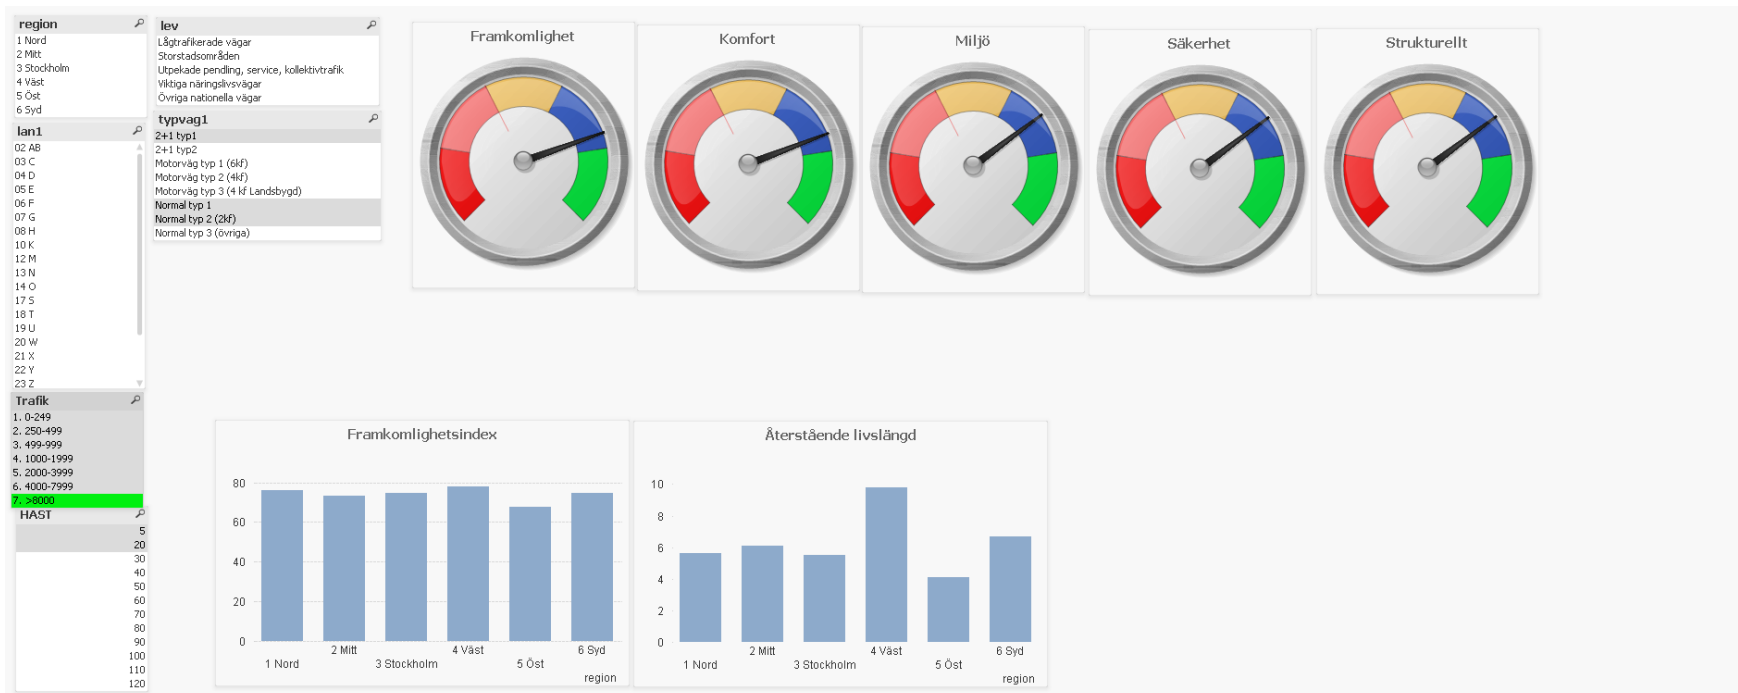 region
1 Nord
2 Mitt
3 Stockholm
4 Väst
5 Öst
6 Syd
lan1
02 AB
03 C
04 D
05 E
06 F
07 G
08 H
10 K
12 M
13 N
14 O
17 S
18 T
19 U
20 W
21 X
22 Y
23 Z
Trafik
1. 0-249
2. 250-499
3. 499-999
4. 1000-1999
5. 2000-3999
6. 4000-7999
7. >8000
HAST
5
20
30
40
50
60
70
80
90
100
110
120
lev
Lågtrafikerade vägar
Storstadsområden
Utpekade pendling, service, kollektivtrafik
Viktiga näringslivsvägar
Övriga nationella vägar
typvag1
2+1 typ1
2+1 typ2
Motorväg typ 1 (6kf)
Motorväg typ 2 (4kf)
Motorväg typ 3 (4 kf Landsbygd)
Normal typ 1
Normal typ 2 (2kf)
Normal typ 3 (övriga)
Framkomlighet
Komfort
Miljö
Säkerhet
Strukturellt
Framkomlighetsindex
80
60
40
20
0
1 Nord
2 Mitt
3 Stockholm
4 Väst
5 Öst
6 Syd
region
Återstående livslängd
10
8
6
4
2
0
1 Nord
2 Mitt
3 Stockholm
4 Väst
5 Öst
6 Syd
region